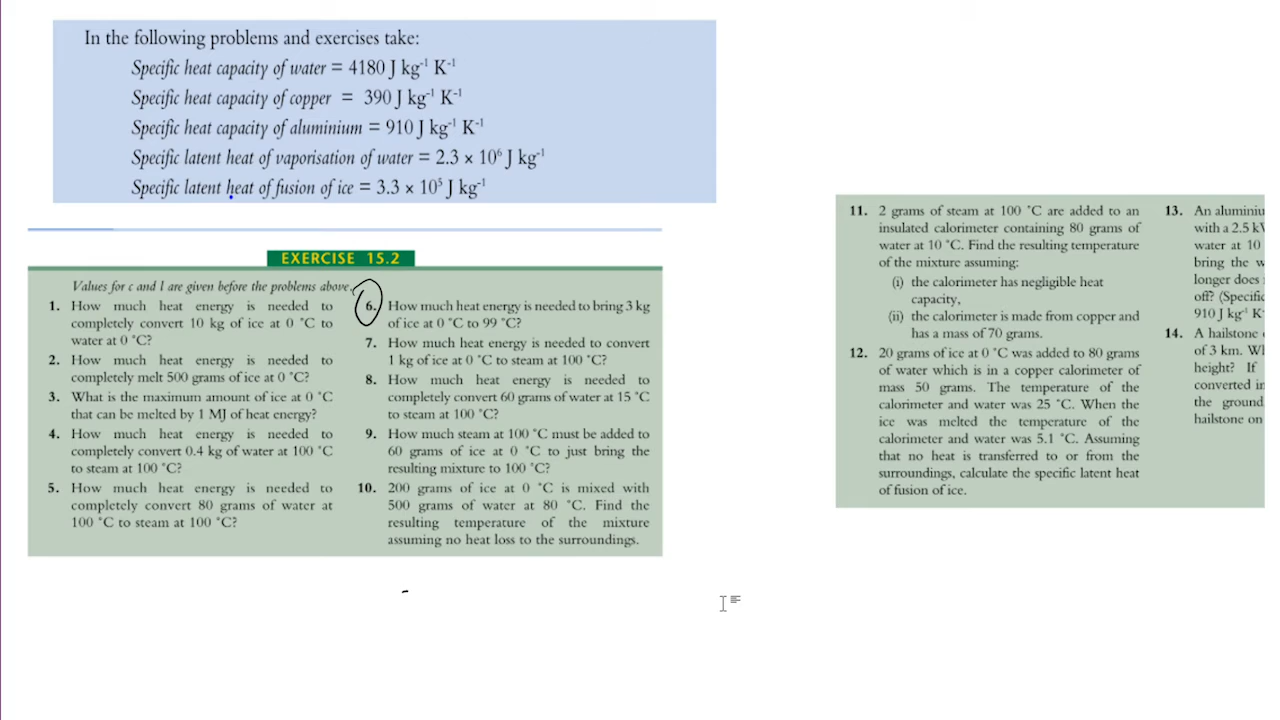 In the following problems and exercises take:
Specific heat capacity of water = 4180 J kg⁻¹ K⁻¹
Specific heat capacity of copper = 390 J kg⁻¹ K⁻¹
Specific heat capacity of aluminium = 910 J kg⁻¹ K⁻¹
Specific latent heat of vaporisation of water = 2.3 × 10⁶ J kg⁻¹
Specific latent heat of fusion of ice = 3.3 × 10⁵ J kg⁻¹
EXERCISE 15.2
Values for c and l are given before the problems above.
1. How much heat energy is needed to
completely convert 10 kg of ice at 0 °C to
water at 0 °C?
2. How much heat energy is needed to
completely melt 500 grams of ice at 0 °C?
3. What is the maximum amount of ice at 0 °C
that can be melted by 1 MJ of heat energy?
4. How much heat energy is needed to
completely convert 0.4 kg of water at 100 °C
to steam at 100 °C?
5. How much heat energy is needed to
completely convert 80 grams of water at
100 °C to steam at 100 °C?
6. How much heat energy is needed to bring 3 kg
of ice at 0 °C to 99 °C?
7. How much heat energy is needed to convert
1 kg of ice at 0 °C to steam at 100 °C?
8. How much heat energy is needed to
completely convert 60 grams of water at 15 °C
to steam at 100 °C?
9. How much steam at 100 °C must be added to
60 grams of ice at 0 °C to just bring the
resulting mixture to 100 °C?
10. 200 grams of ice at 0 °C is mixed with
500 grams of water at 80 °C. Find the
resulting temperature of the mixture
assuming no heat loss to the surroundings.
11. 2 grams of steam at 100 °C are added to an
insulated calorimeter containing 80 grams of
water at 10 °C. Find the resulting temperature
of the mixture assuming:
(i) the calorimeter has negligible heat
capacity,
(ii) the calorimeter is made from copper and
has a mass of 70 grams.
12. 20 grams of ice at 0 °C was added to 80 grams
of water which is in a copper calorimeter of
mass 50 grams. The temperature of the
calorimeter and water was 25 °C. When the
ice was melted the temperature of the
calorimeter and water was 5.1 °C. Assuming
that no heat is transferred to or from the
surroundings, calculate the specific latent heat
of fusion of ice.
13. An aluminiu
with a 2.5 k
water at 10
bring the w
longer does
off? (Specific
910 J kg⁻¹ K⁻
14. A hailstone
of 3 km. Wh
height? If
converted in
the ground
hailstone on